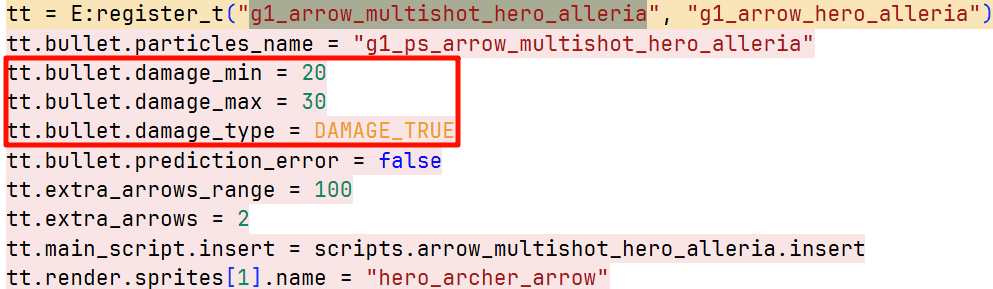 tt = E:register_t("g1_arrow_multishot_hero_alleria", "g1_arrow_hero_alleria")
tt.bullet.particles_name = "g1_ps_arrow_multishot_hero_alleria"
tt.bullet.damage_min = 20
tt.bullet.damage_max = 30
tt.bullet.damage_type = DAMAGE_TRUE
tt.bullet.prediction_error = false
tt.extra_arrows_range = 100
tt.extra_arrows = 2
tt.main_script.insert = scripts.arrow_multishot_hero_alleria.insert
tt.render.sprites[1].name = "hero_archer_arrow"